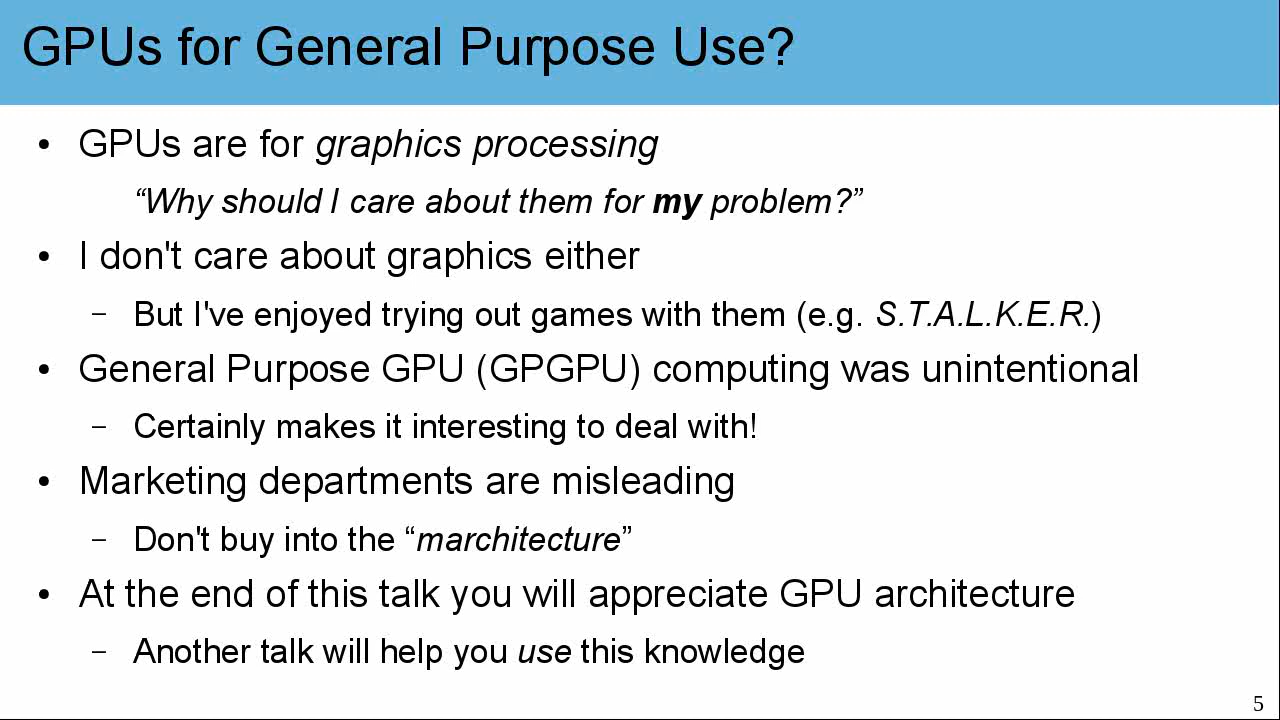 GPUs for General Purpose Use?
• GPUs are for graphics processing
“Why should I care about them for my problem?”
• I don't care about graphics either
– But I've enjoyed trying out games with them (e.g. S.T.A.L.K.E.R.)
• General Purpose GPU (GPGPU) computing was unintentional
– Certainly makes it interesting to deal with!
• Marketing departments are misleading
– Don't buy into the “marchitecture”
• At the end of this talk you will appreciate GPU architecture
– Another talk will help you use this knowledge
5